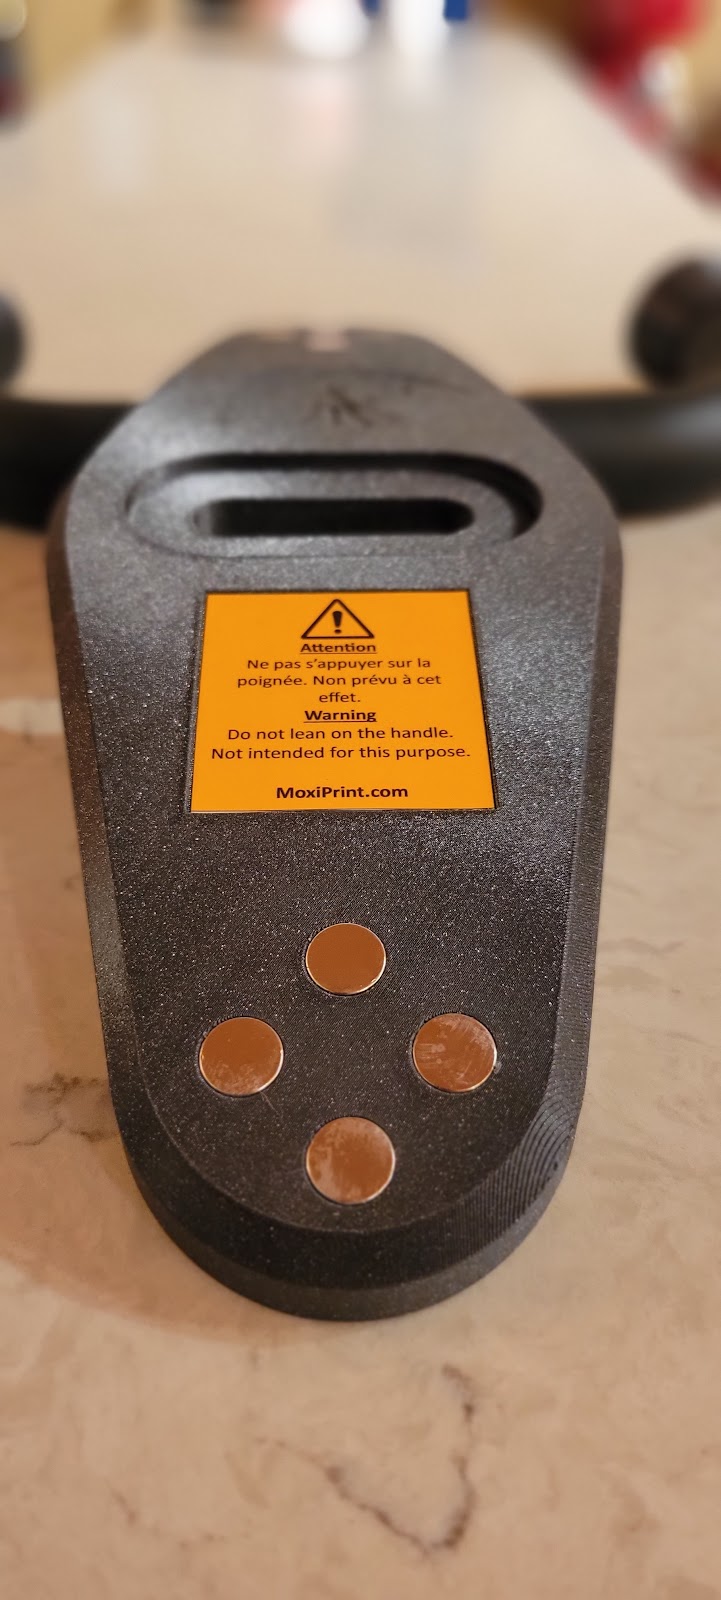 Attention
Ne pas s'appuyer sur la
poignée. Non prévu à cet
effet.
Warning
Do not lean on the handle.
Not intended for this purpose.
MoxiPrint.com